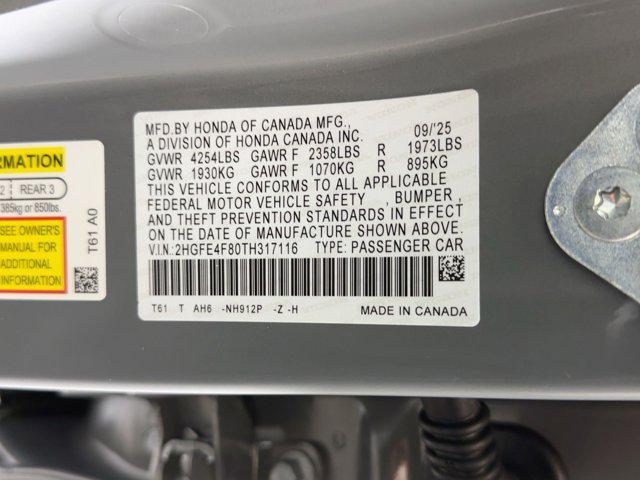 MFD.BY HONDA OF CANADA MFG.,
A DIVISION OF HONDA CANADA INC. 09/'25
GVWR 4254LBS GAWR F 2358LBS R 1973LBS
GVWR 1930KG GAWR F 1070KG R 895KG
THIS VEHICLE CONFORMS TO ALL APPLICABLE
FEDERAL MOTOR VEHICLE SAFETY , BUMPER ,
AND THEFT PREVENTION STANDARDS IN EFFECT
ON THE DATE OF MANUFACTURE SHOWN ABOVE.
V.I.N.:2HGFE4F80TH317116 TYPE: PASSENGER CAR
T61 T AH6 -NH912P -Z -H MADE IN CANADA
RMATION
2 REAR 3
385kg or 850lbs.
SEE OWNER'S
MANUAL FOR
ADDITIONAL
INFORMATION
T61 A0